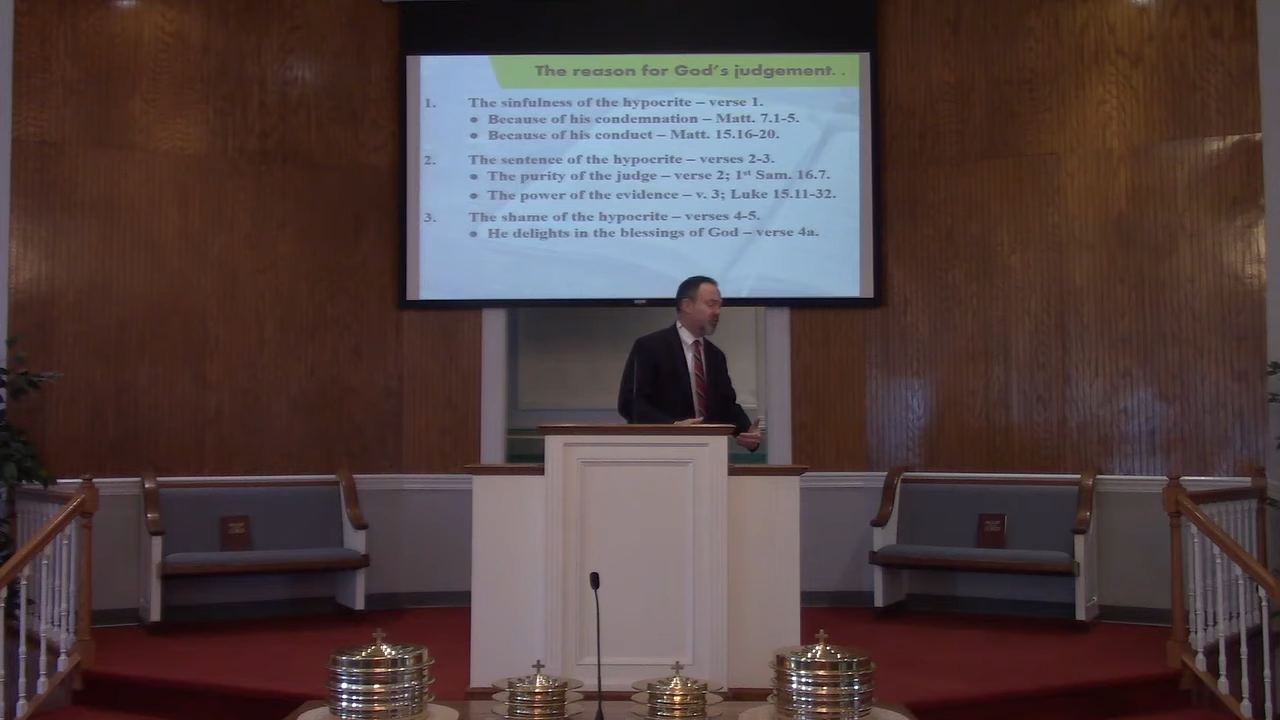 The reason for God's judgement. .
1. The sinfulness of the hypocrite – verse 1.
• Because of his condemnation – Matt. 7.1-5.
• Because of his conduct – Matt. 15.16-20.
2. The sentence of the hypocrite – verses 2-3.
• The purity of the judge – verse 2; 1st Sam. 16.7.
• The power of the evidence – v. 3; Luke 15.11-32.
3. The shame of the hypocrite – verses 4-5.
• He delights in the blessings of God – verse 4a.